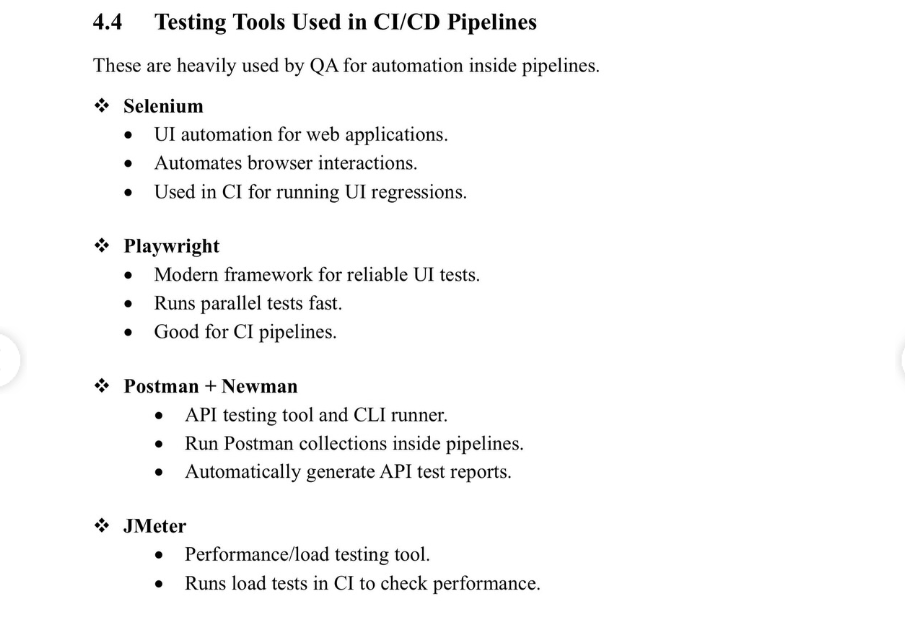 4.4 Testing Tools Used in CI/CD Pipelines
These are heavily used by QA for automation inside pipelines.
❖ Selenium
• UI automation for web applications.
• Automates browser interactions.
• Used in CI for running UI regressions.
❖ Playwright
• Modern framework for reliable UI tests.
• Runs parallel tests fast.
• Good for CI pipelines.
❖ Postman + Newman
• API testing tool and CLI runner.
• Run Postman collections inside pipelines.
• Automatically generate API test reports.
❖ JMeter
• Performance/load testing tool.
• Runs load tests in CI to check performance.